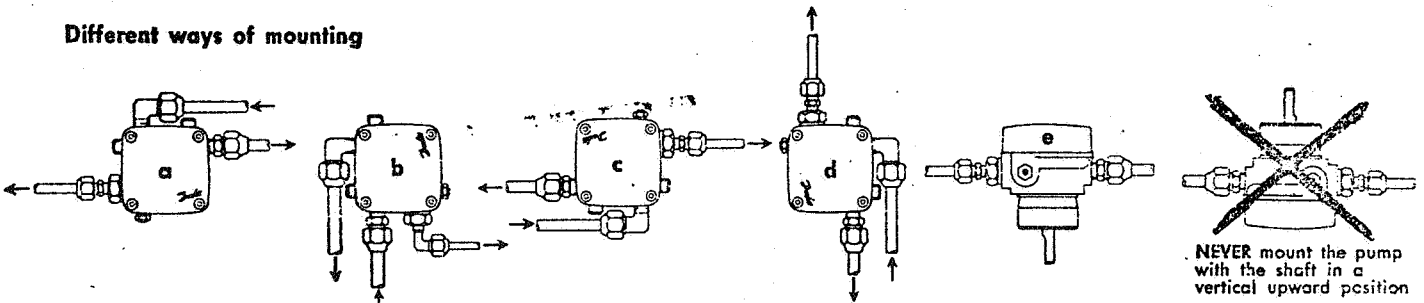 Different ways of mounting
a
b
c
d
e
NEVER mount the pump
with the shaft in a
vertical upward position